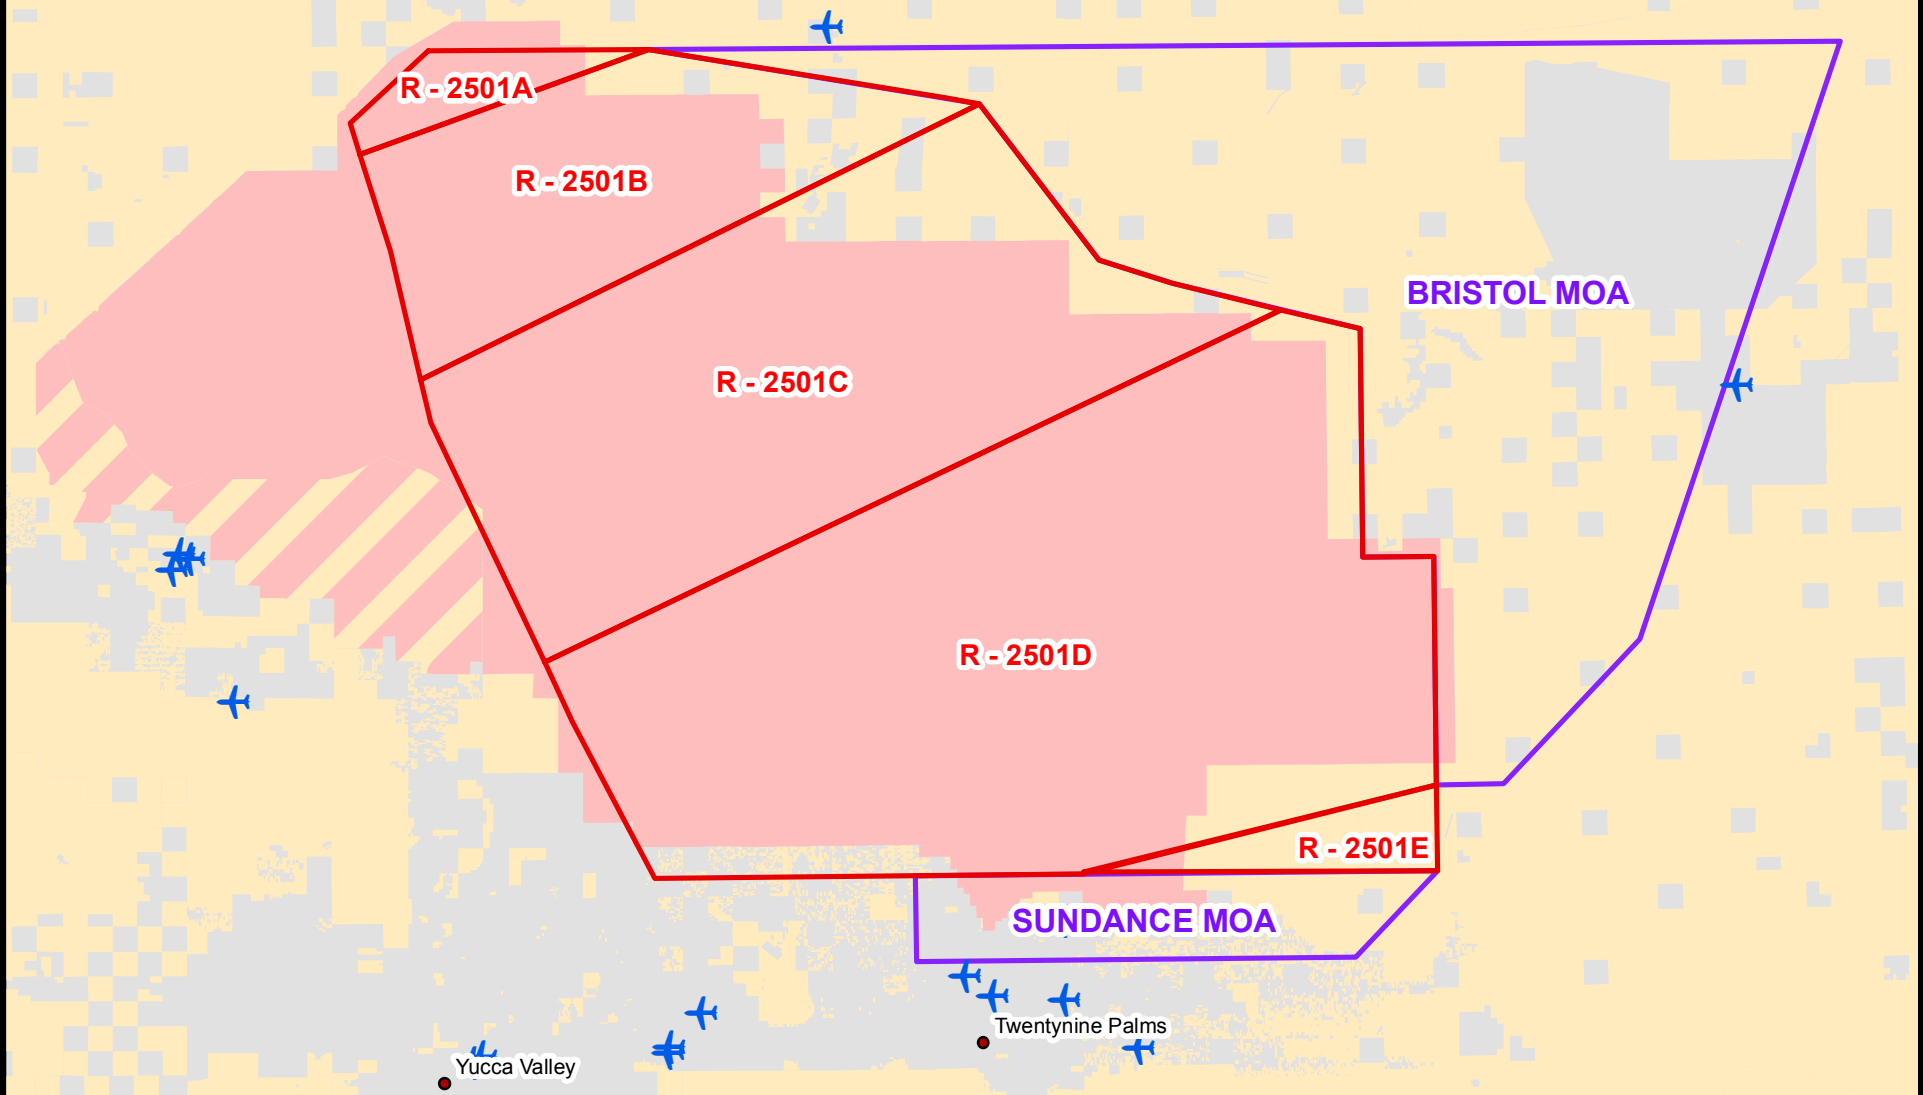 R - 2501A
R - 2501B
BRISTOL MOA
R - 2501C
R - 2501D
R - 2501E
SUNDANCE MOA
Twentynine Palms
Yucca Valley